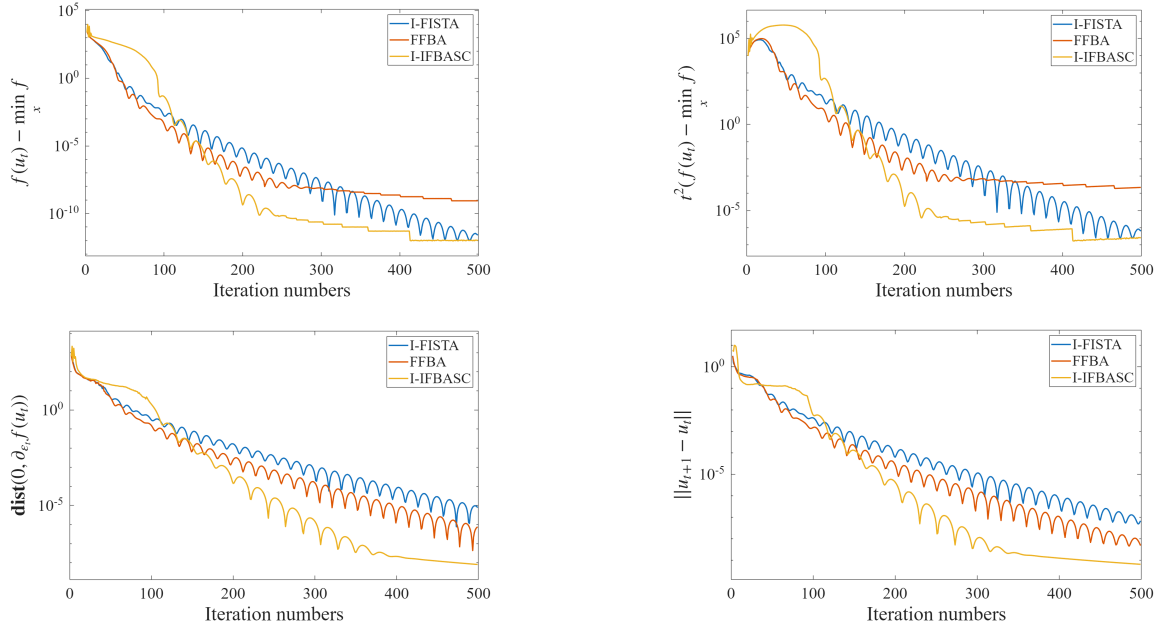 10^5
10^0
10^-5
10^-10
f(u_t) − min f
x
0 100 200 300 400 500
Iteration numbers
I-FISTA
FFBA
I-IFBASC
10^5
10^0
10^-5
t^2(f(u_t) − min f)
x
0 100 200 300 400 500
Iteration numbers
I-FISTA
FFBA
I-IFBASC
10^0
10^-5
dist(0, ∂_{ε_t} f(u_t))
0 100 200 300 400 500
Iteration numbers
I-FISTA
FFBA
I-IFBASC
10^0
10^-5
||u_{t+1} − u_t||
0 100 200 300 400 500
Iteration numbers
I-FISTA
FFBA
I-IFBASC